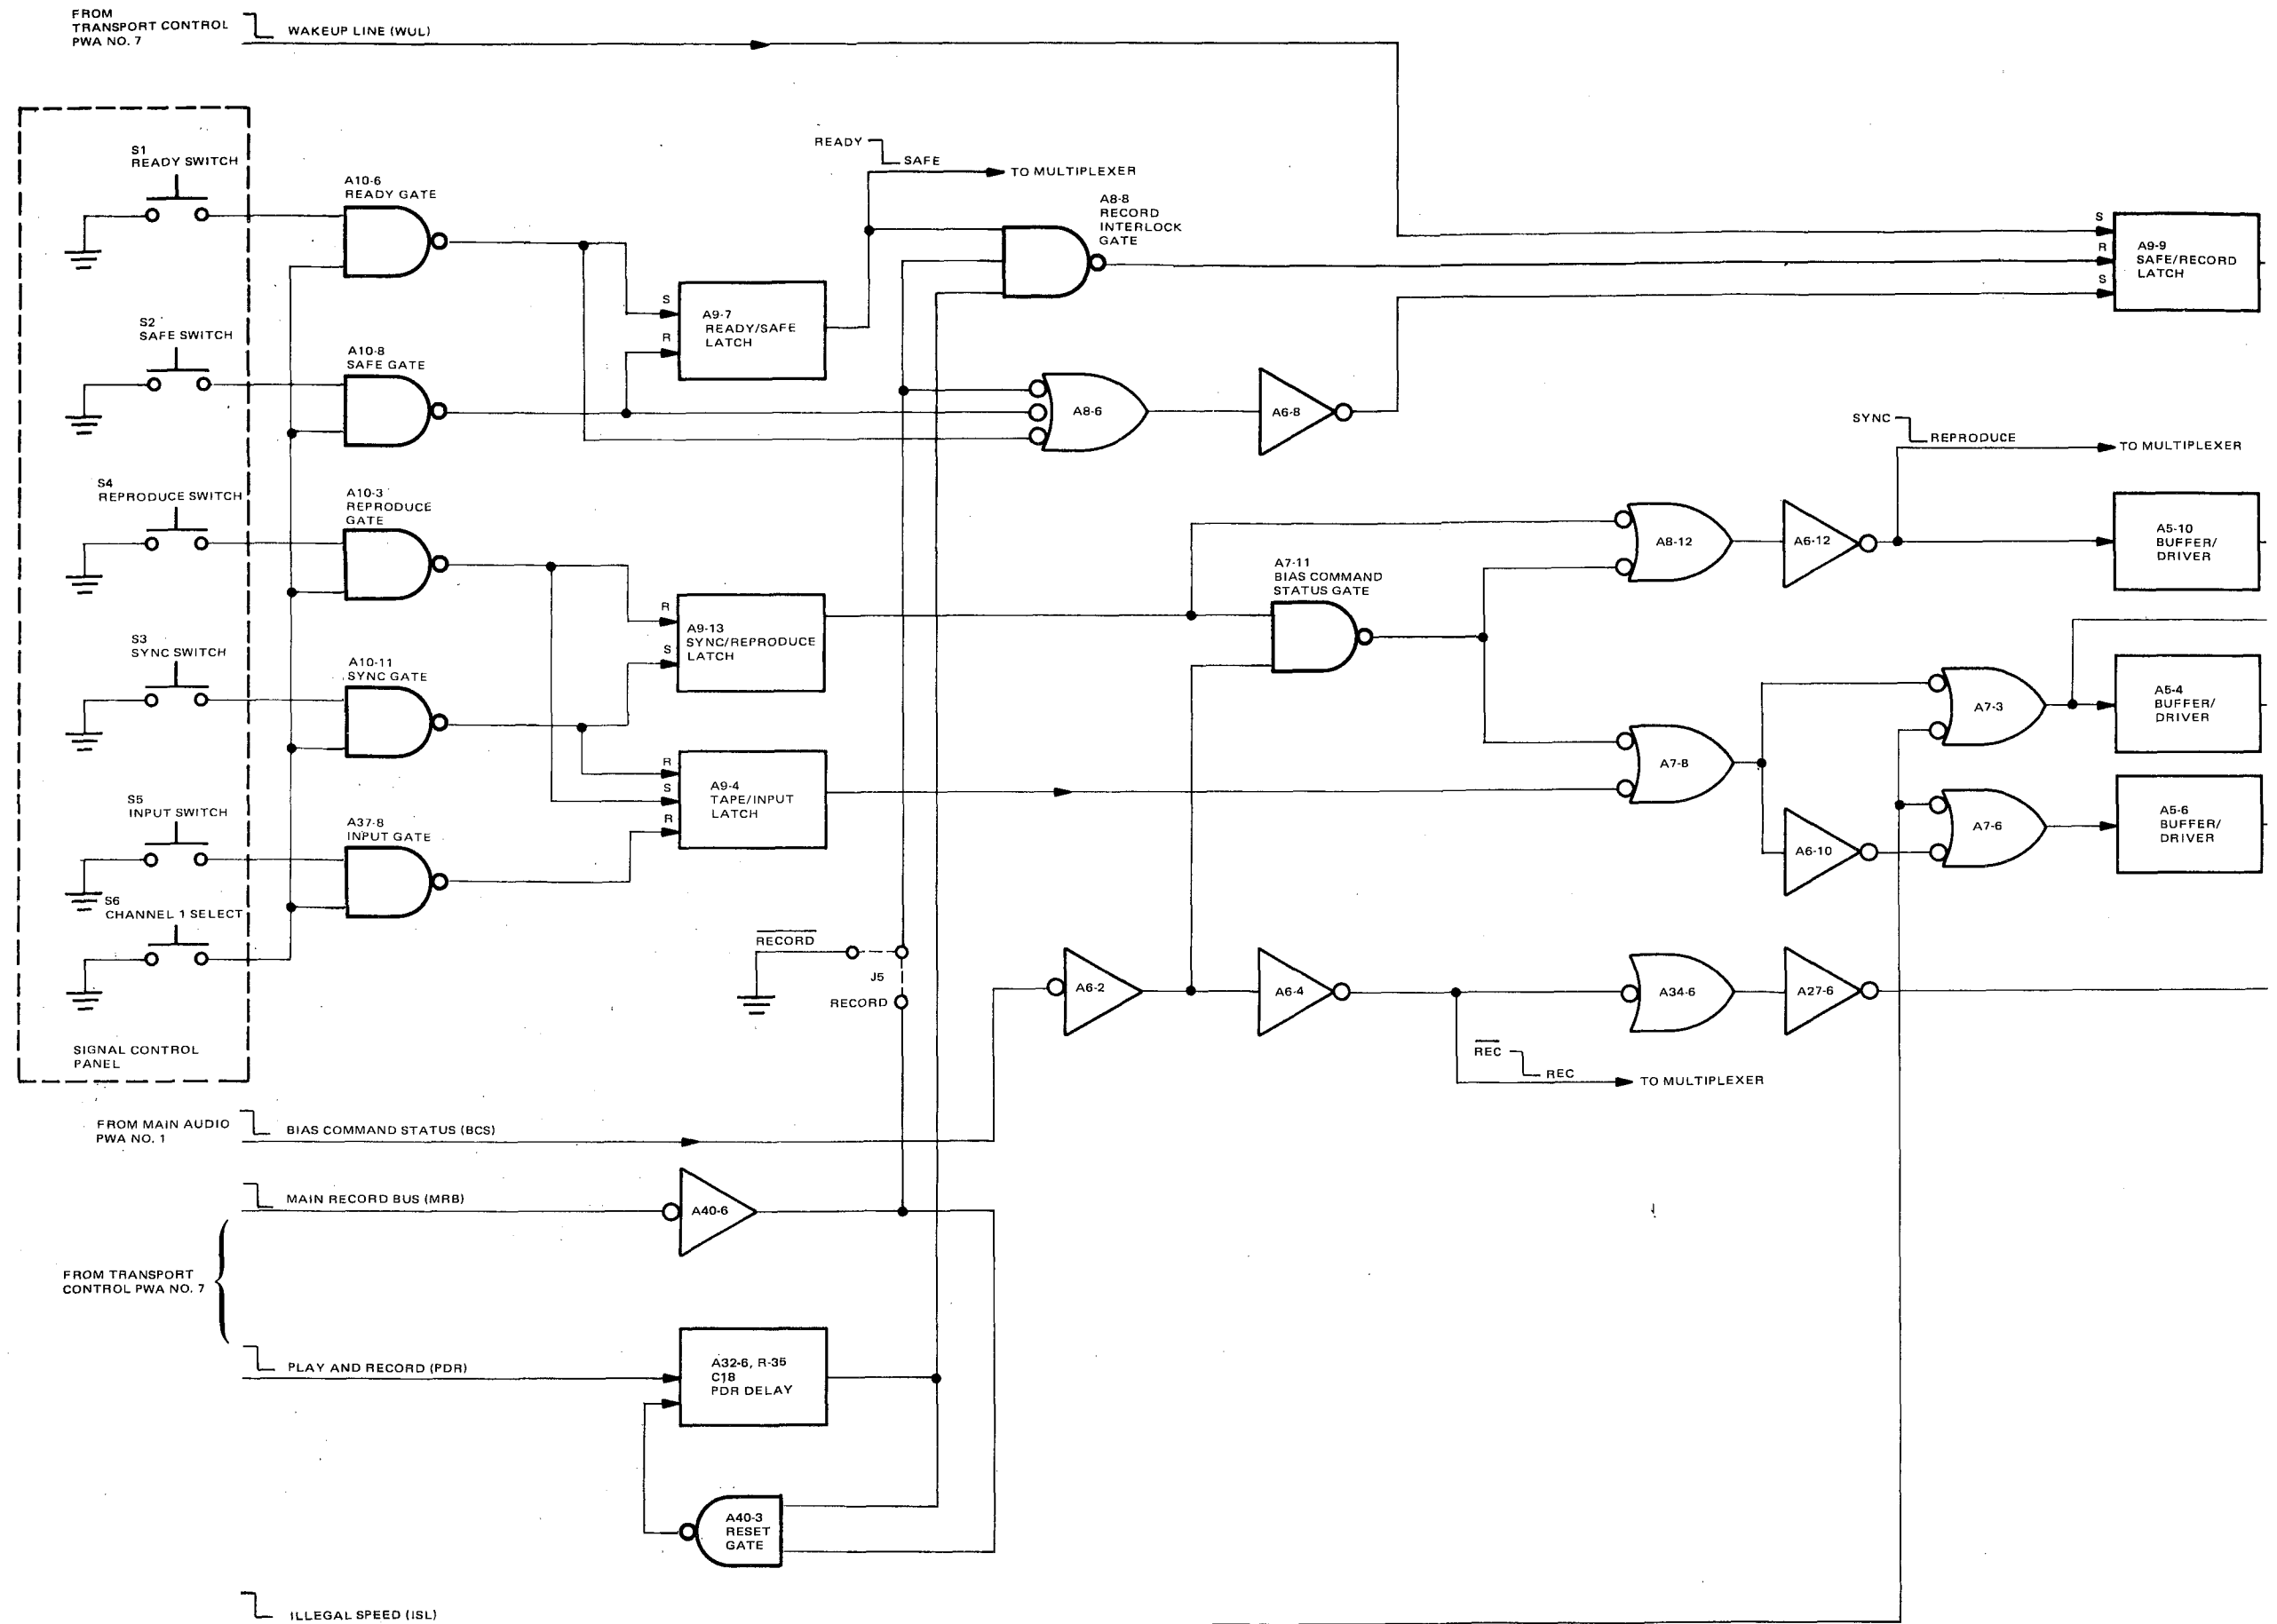 FROM
TRANSPORT CONTROL
PWA NO. 7
WAKEUP LINE (WUL)
S1
READY SWITCH
A10-6
READY GATE
READY
SAFE
TO MULTIPLEXER
A8-8
RECORD
INTERLOCK
GATE
S
R
S
A9-9
SAFE/RECORD
LATCH
S2
SAFE SWITCH
A10-8
SAFE GATE
S
R
A9-7
READY/SAFE
LATCH
A8-6
A6-8
SYNC
REPRODUCE
TO MULTIPLEXER
S4
REPRODUCE SWITCH
A10-3
REPRODUCE
GATE
A8-12
A6-12
A5-10
BUFFER/
DRIVER
A7-11
BIAS COMMAND
STATUS GATE
S3
SYNC SWITCH
A10-11
SYNC GATE
R
S
A9-13
SYNC/REPRODUCE
LATCH
A7-3
A5-4
BUFFER/
DRIVER
A7-8
S5
INPUT SWITCH
A37-8
INPUT GATE
R
S
R
A9-4
TAPE/INPUT
LATCH
A7-6
A5-6
BUFFER/
DRIVER
A6-10
S6
CHANNEL 1 SELECT
RECORD
J5
RECORD
A6-2
A6-4
A34-6
A27-6
SIGNAL CONTROL
PANEL
REC
REC
TO MULTIPLEXER
FROM MAIN AUDIO
PWA NO. 1
BIAS COMMAND STATUS (BCS)
MAIN RECORD BUS (MRB)
A40-6
FROM TRANSPORT
CONTROL PWA NO. 7
PLAY AND RECORD (PDR)
A32-6, R-35
C18
PDR DELAY
A40-3
RESET
GATE
ILLEGAL SPEED (ISL)